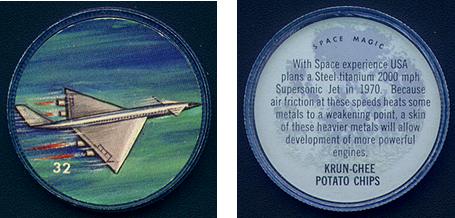 32
SPACE MAGIC
With Space experience USA
plans a Steel-titanium 2000 mph
Supersonic Jet in 1970. Because
air friction at these speeds heats some
metals to a weakening point, a skin
of these heavier metals will allow
development of more powerful
engines.
KRUN-CHEE
POTATO CHIPS